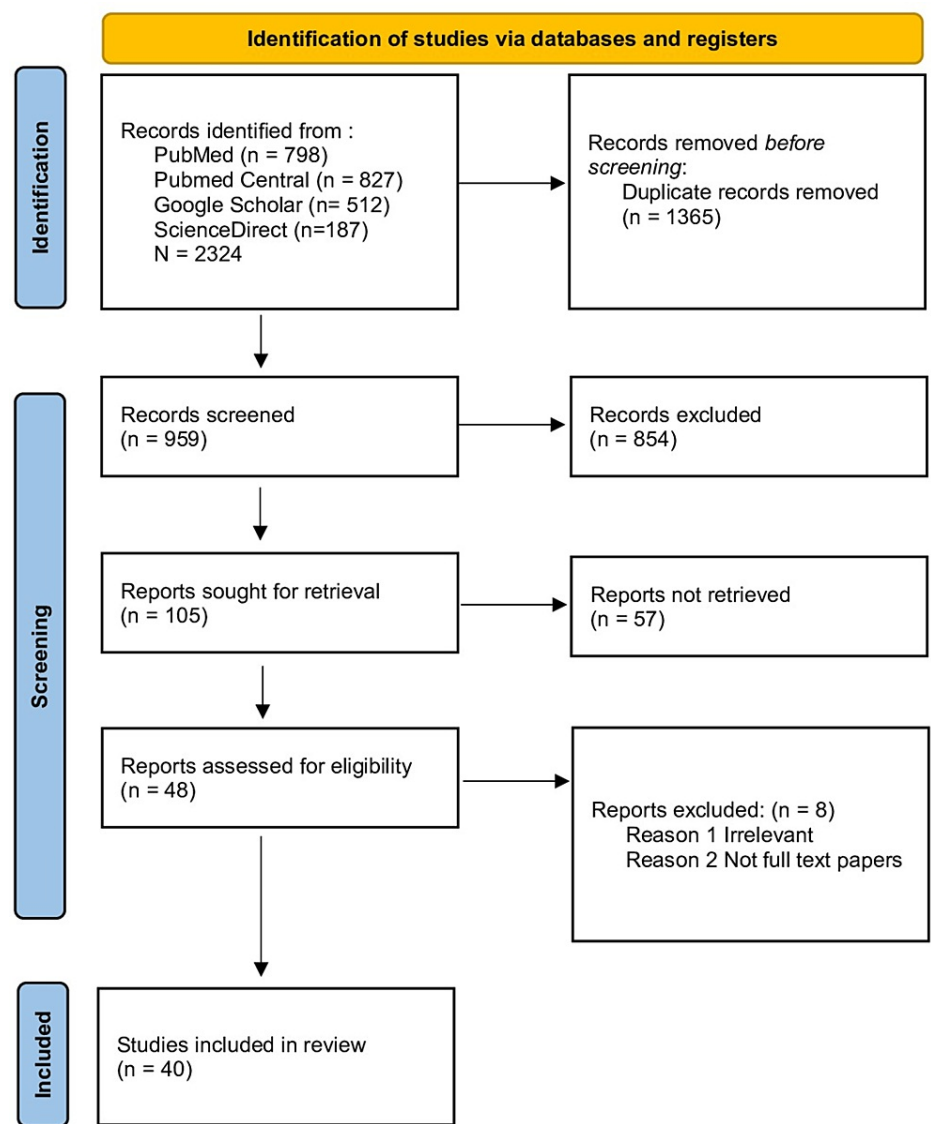 Identification of studies via databases and registers
Identification
Records identified from :
PubMed (n = 798)
Pubmed Central (n = 827)
Google Scholar (n= 512)
ScienceDirect (n=187)
N = 2324
Records removed before
screening:
Duplicate records removed
(n = 1365)
Screening
Records screened
(n = 959)
Records excluded
(n = 854)
Reports sought for retrieval
(n = 105)
Reports not retrieved
(n = 57)
Reports assessed for eligibility
(n = 48)
Reports excluded: (n = 8)
Reason 1 Irrelevant
Reason 2 Not full text papers
Included
Studies included in review
(n = 40)